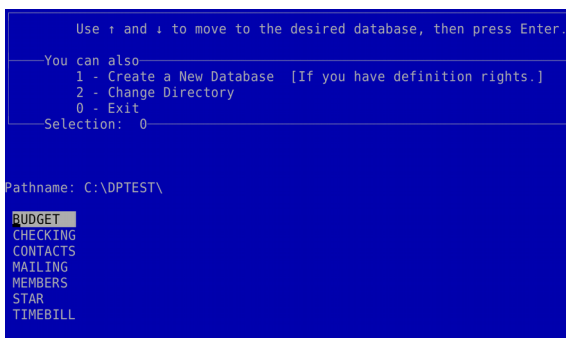 Use ↑ and ↓ to move to the desired database, then press Enter.
You can also
1 - Create a New Database [If you have definition rights.]
2 - Change Directory
0 - Exit
Selection: 0
Pathname: C:\DPTEST\
BUDGET
CHECKING
CONTACTS
MAILING
MEMBERS
STAR
TIMEBILL